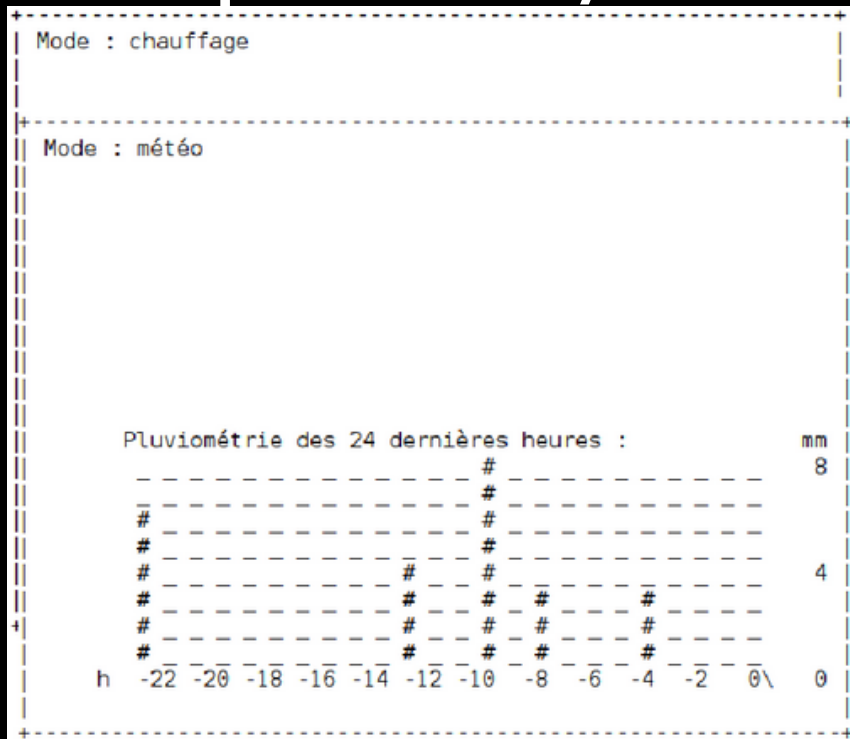 Mode : chauffage
Mode : météo
Pluviométrie des 24 dernières heures : mm
_ _ _ _ _ _ _ _ _ _ _ _ _ # _ _ _ _ _ _ _ _ _ _ 8
_ _ _ _ _ _ _ _ _ _ _ _ _ # _ _ _ _ _ _ _ _ _ _
# _ _ _ _ _ _ _ _ _ _ _ _ # _ _ _ _ _ _ _ _ _ _
# _ _ _ _ _ _ _ _ _ _ _ _ # _ _ _ _ _ _ _ _ _ _
# _ _ _ _ _ _ _ _ _ # _ _ # _ _ _ _ _ _ _ _ _ _ 4
# _ _ _ _ _ _ _ _ _ # _ _ # _ # _ _ _ # _ _ _ _
# _ _ _ _ _ _ _ _ _ # _ _ # _ # _ _ _ # _ _ _ _
# _ _ _ _ _ _ _ _ _ # _ _ # _ # _ _ _ # _ _ _ _
h -22 -20 -18 -16 -14 -12 -10 -8 -6 -4 -2 0\ 0